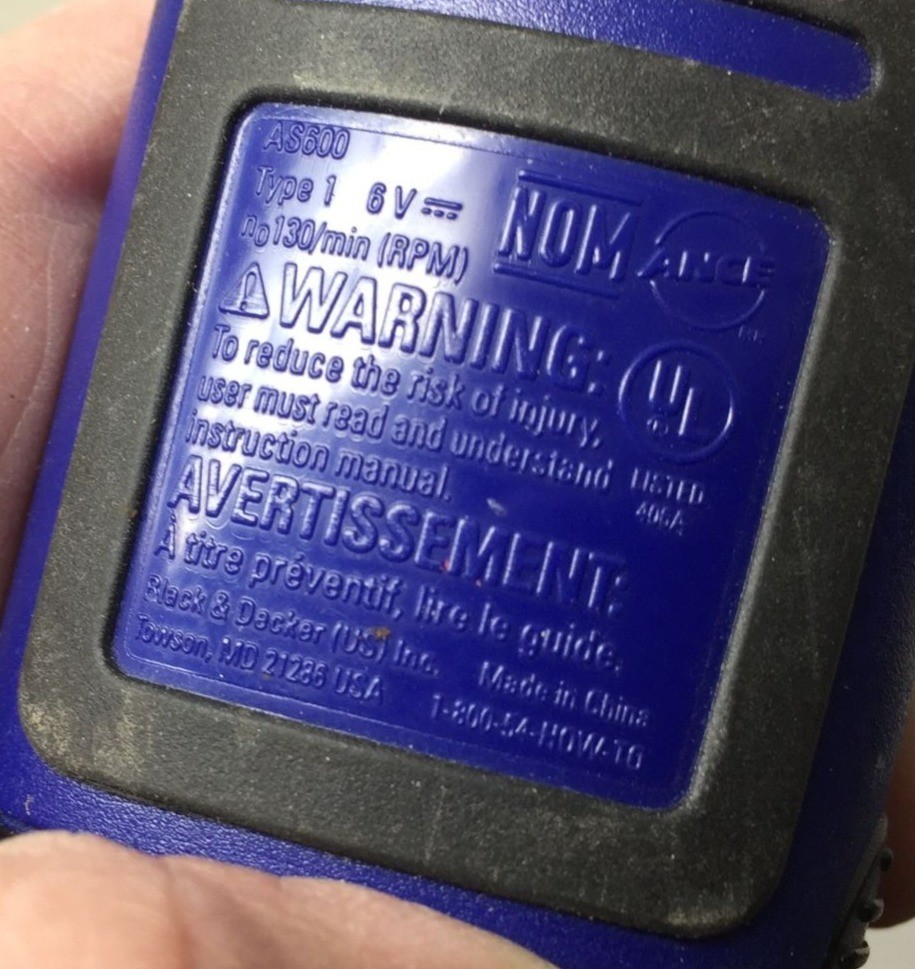 AS600
Type 1 6 V ⎓
n₀130/min (RPM)
NOM
ANCE
⚠WARNING:
To reduce the risk of injury,
user must read and understand
instruction manual.
UL
LISTED
AVERTISSEMENT:
À titre préventif, lire le guide.
Black & Decker (US) Inc.
Towson, MD 21286 USA
Made in China
1-800-54-HOW-TO